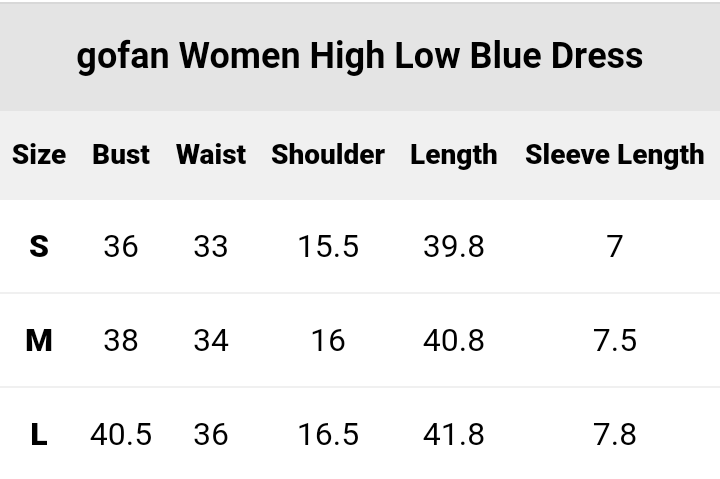 gofan Women High Low Blue Dress
Size Bust Waist Shoulder Length Sleeve Length
S 36 33 15.5 39.8 7
M 38 34 16 40.8 7.5
L 40.5 36 16.5 41.8 7.8